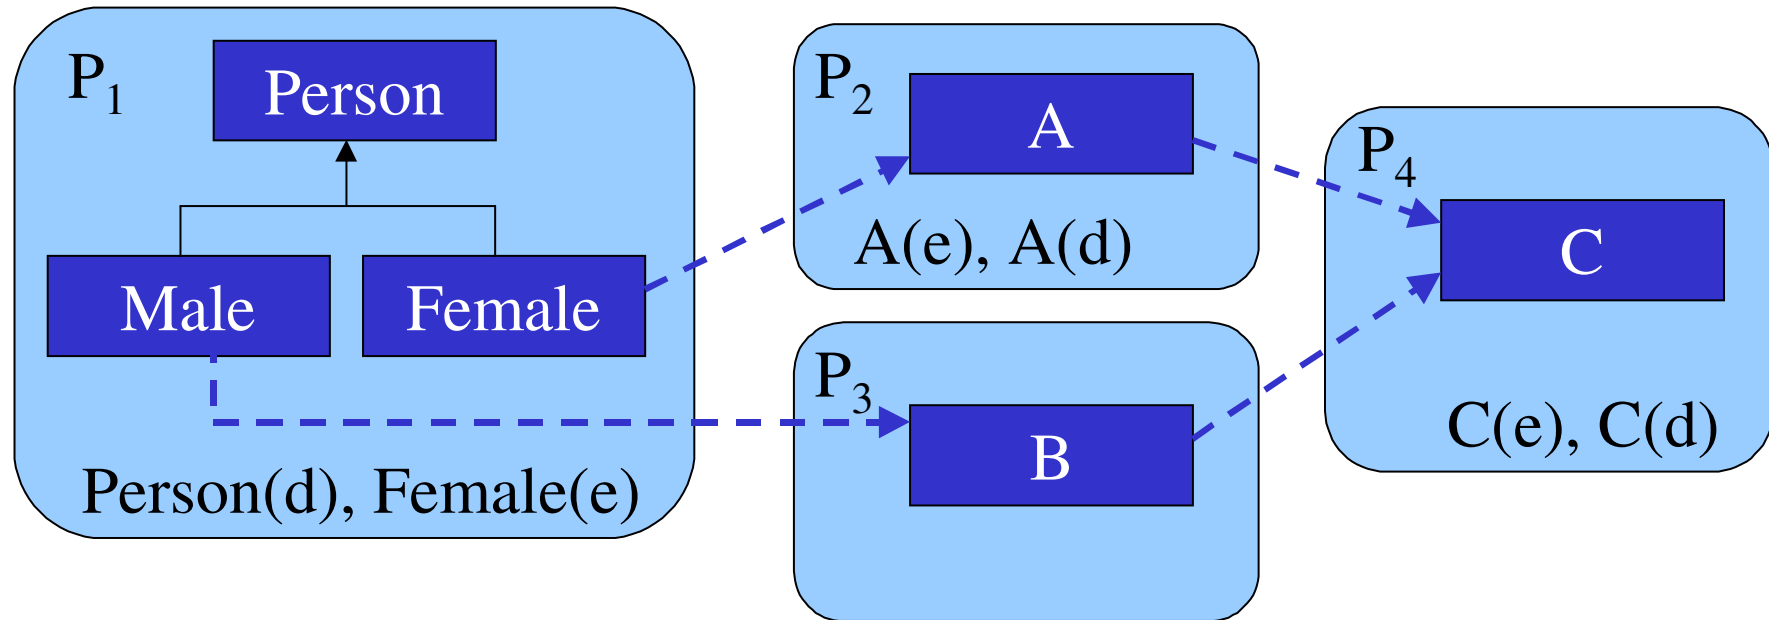 P1
Person
Male
Female
Person(d), Female(e)
P2
A
A(e), A(d)
P3
B
P4
C
C(e), C(d)